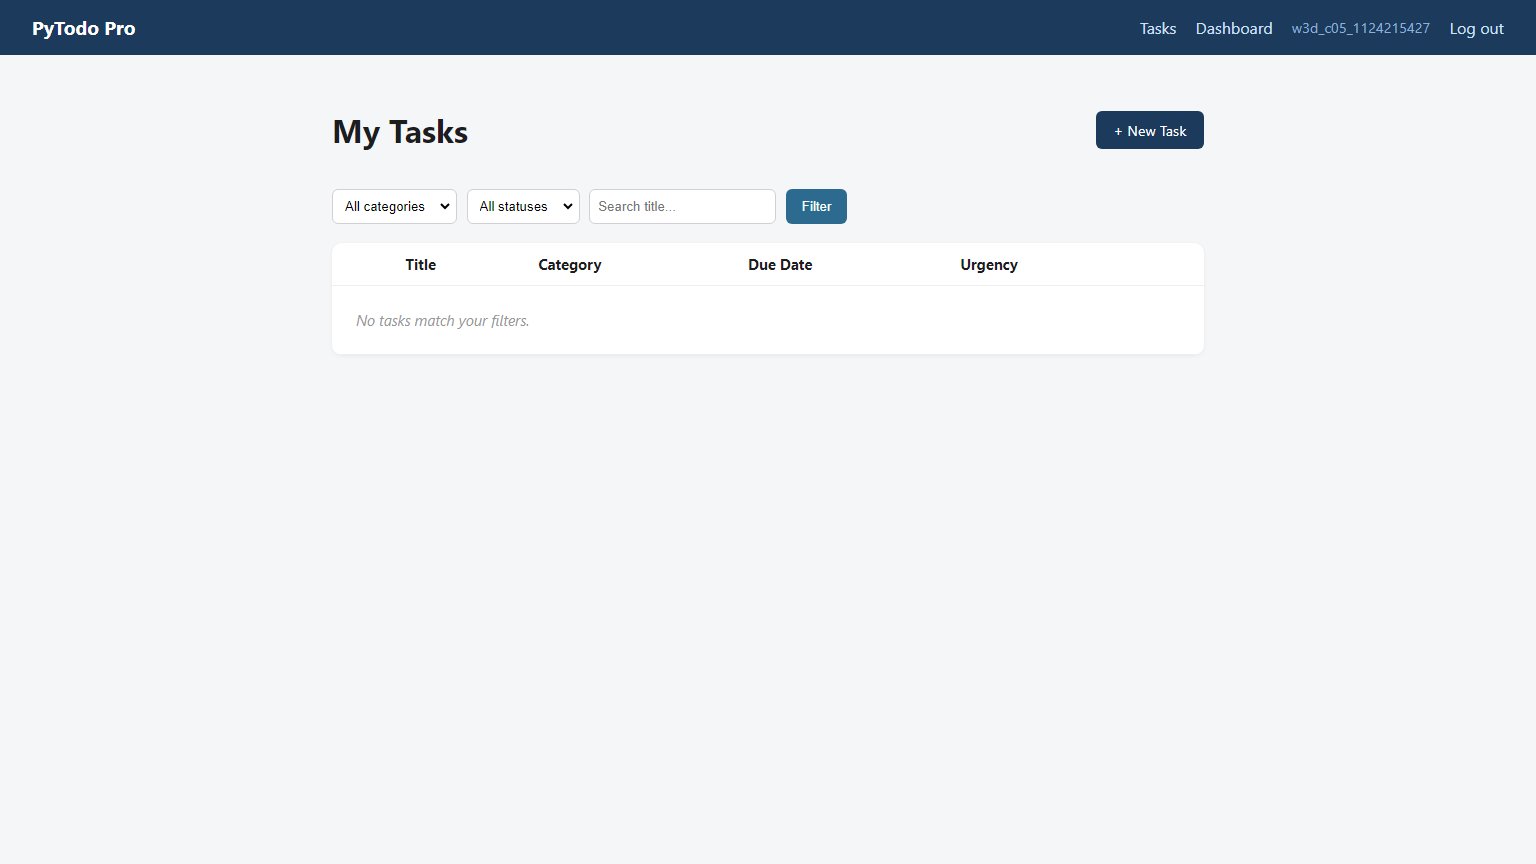 PyTodo Pro
Tasks Dashboard w3d_c05_1124215427 Log out
My Tasks
+ New Task
All categories All statuses Search title... Filter
Title Category Due Date Urgency
No tasks match your filters.